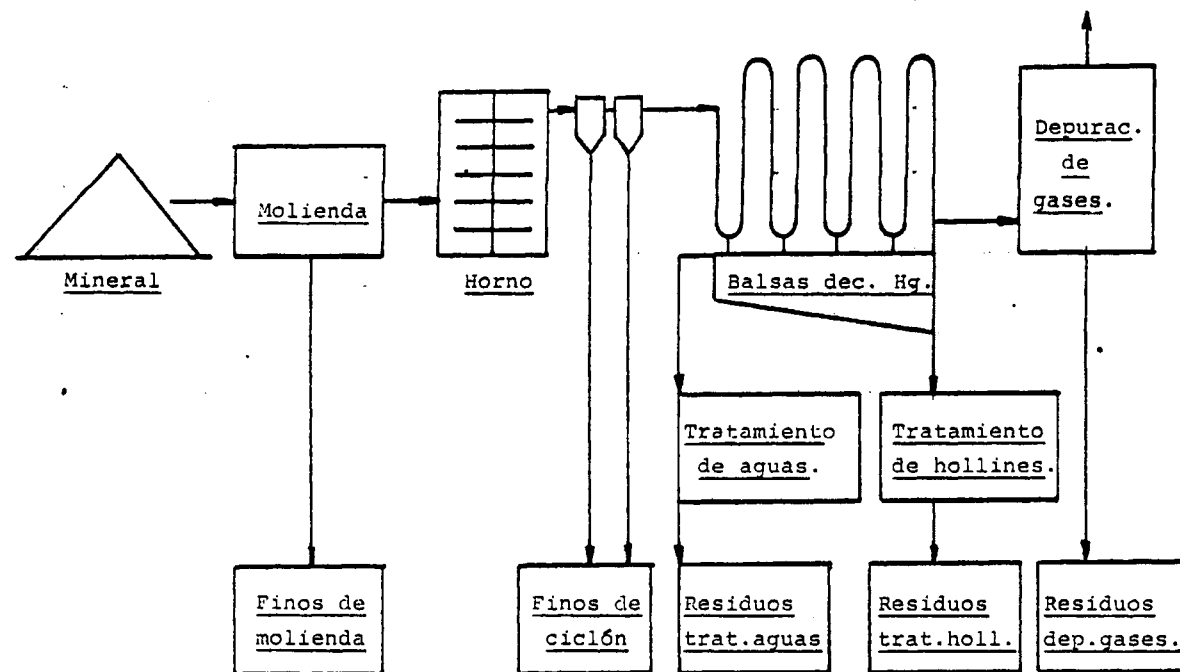 Depurac.
de
gases.
Molienda
Mineral
Horno
Balsas dec. Hg.
Tratamiento
de aguas.
Tratamiento
de hollines.
Finos de
molienda
Finos de
ciclón
Residuos
trat.aguas
Residuos
trat.holl.
Residuos
dep.gases.